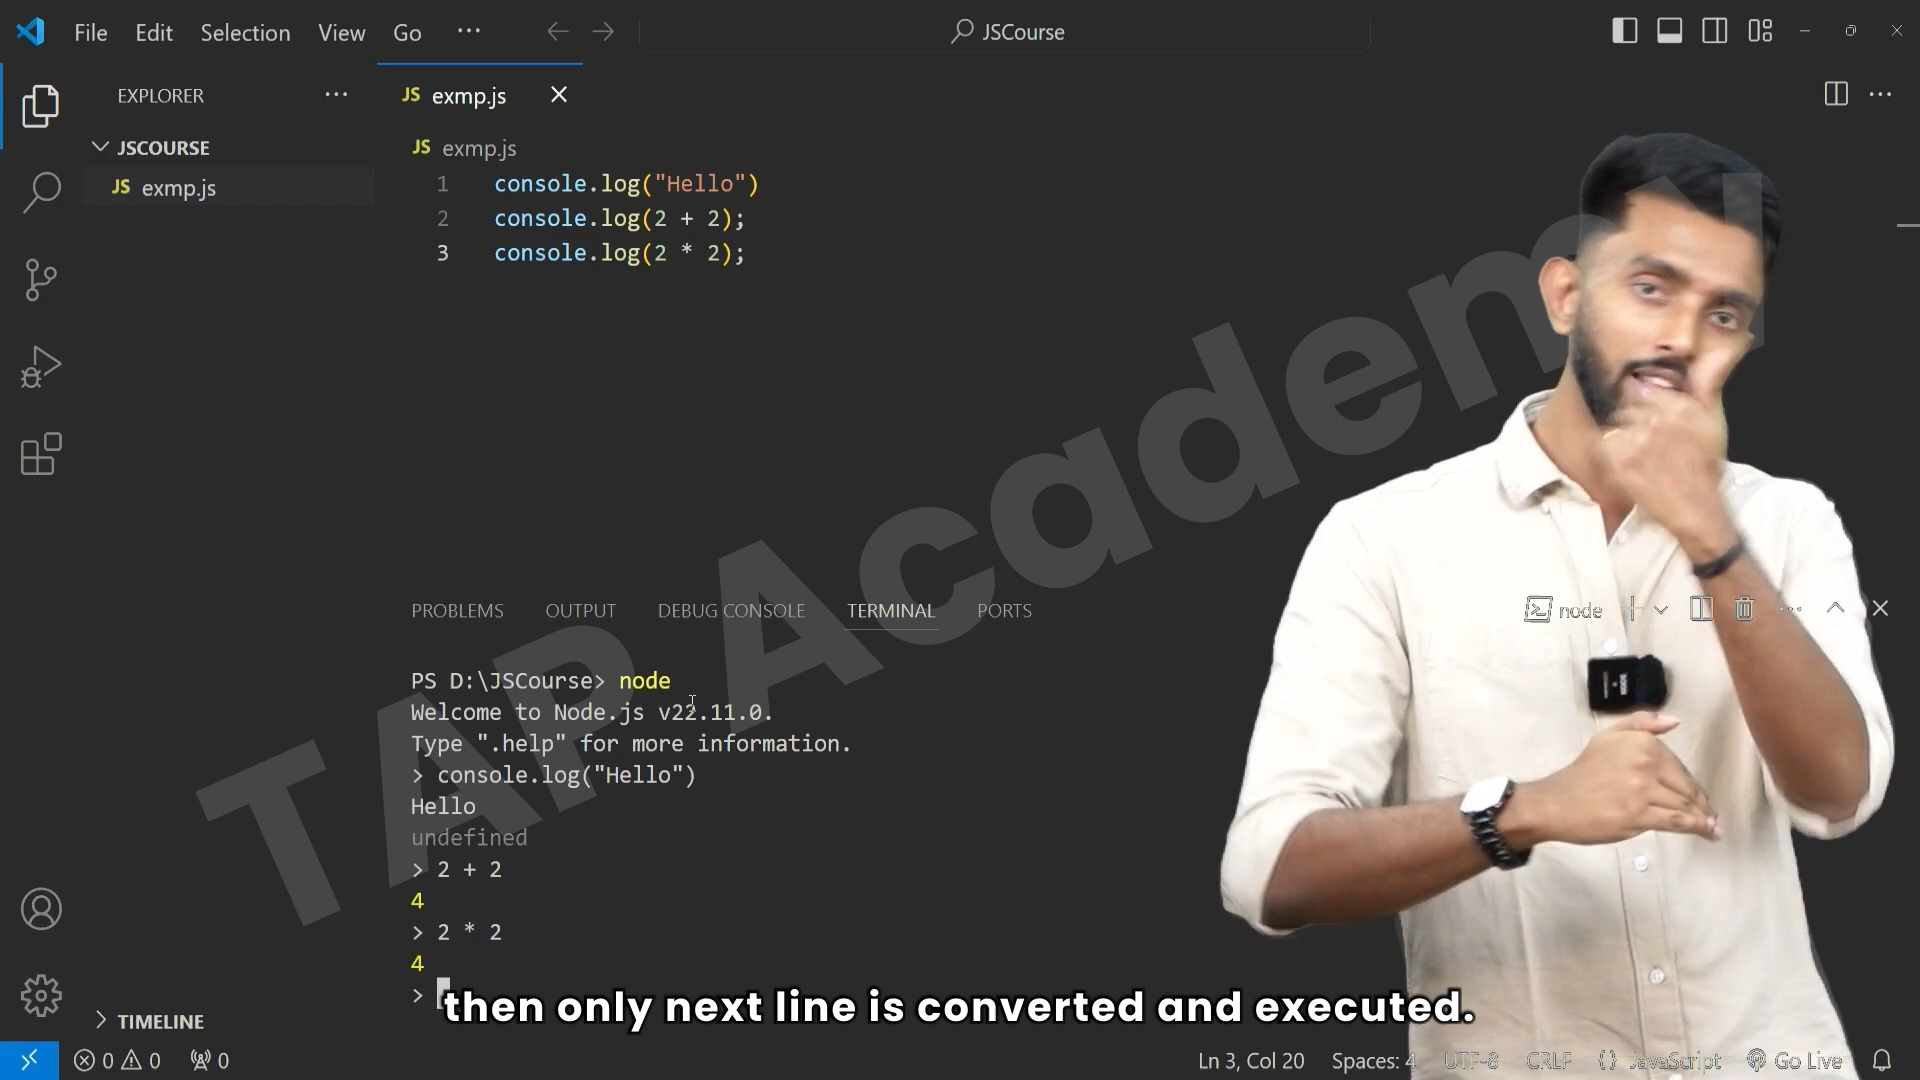 File Edit Selection View Go ··· JSCourse
EXPLORER ···
JS exmp.js
JSCOURSE
JS exmp.js
JS exmp.js
1 console.log("Hello")
2 console.log(2 + 2);
3 console.log(2 * 2);
TAP Academy
PROBLEMS OUTPUT DEBUG CONSOLE TERMINAL PORTS
node
PS D:\JSCourse> node
Welcome to Node.js v22.11.0.
Type ".help" for more information.
> console.log("Hello")
Hello
undefined
> 2 + 2
4
> 2 * 2
4
>
then only next line is converted and executed.
TIMELINE
0 0 0
Ln 3, Col 20 Spaces: 4 UTF-8 CRLF {} JavaScript Go Live